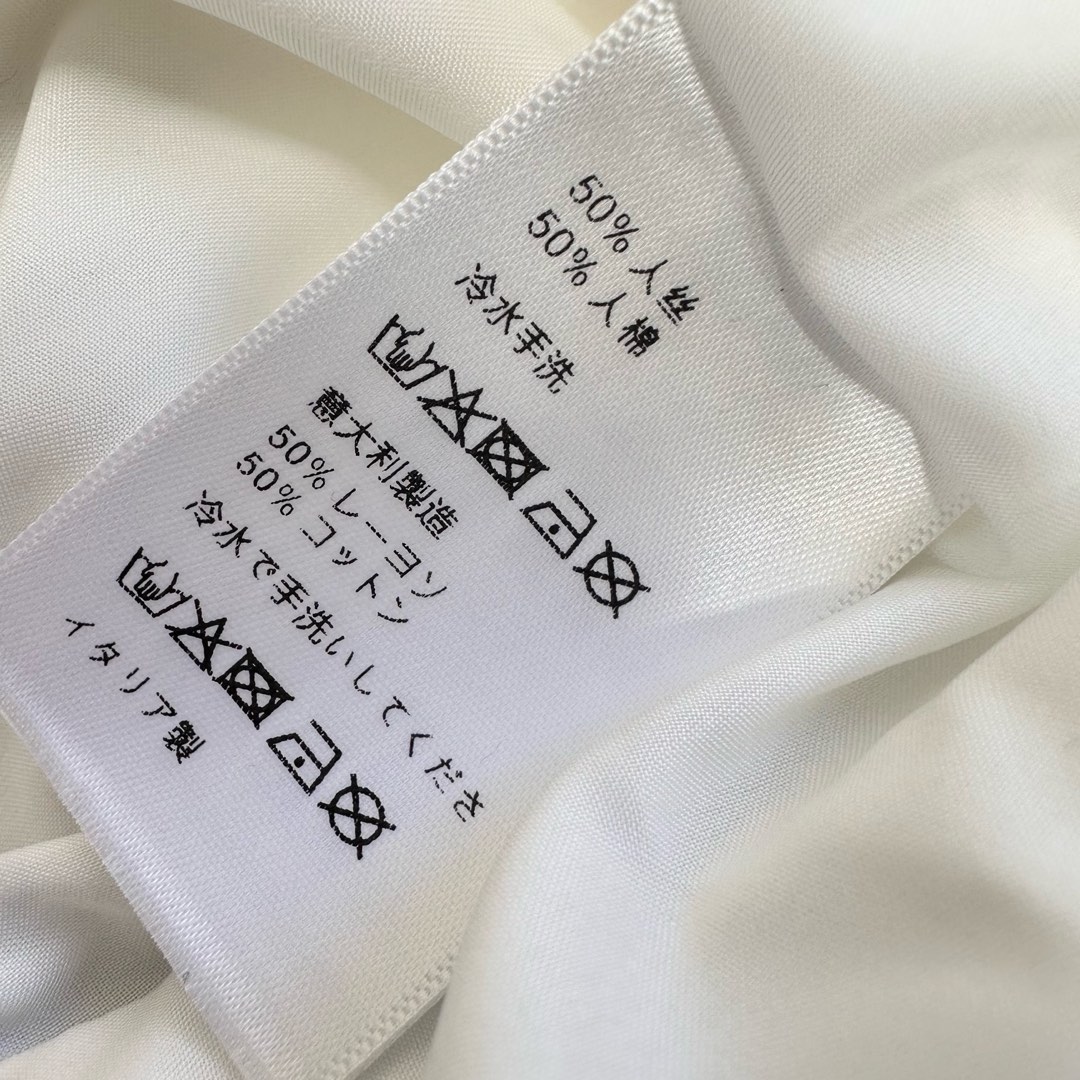 50% 人丝
50% 人棉
冷水手洗
意大利製造
50% レーヨン
50% コットン
冷水で手洗いしてくださ
イタリア製